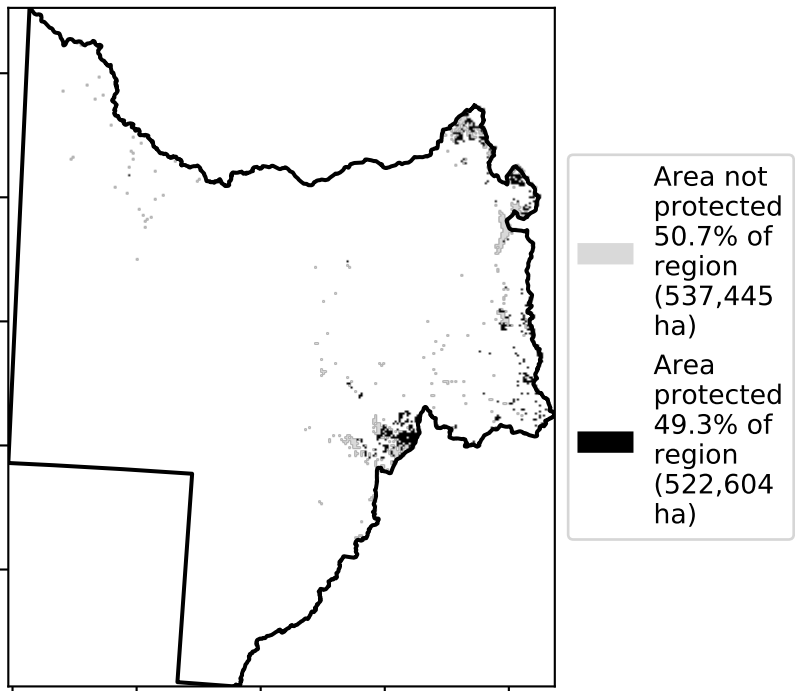 Area not
protected
50.7% of
region
(537,445
ha)
Area
protected
49.3% of
region
(522,604
ha)